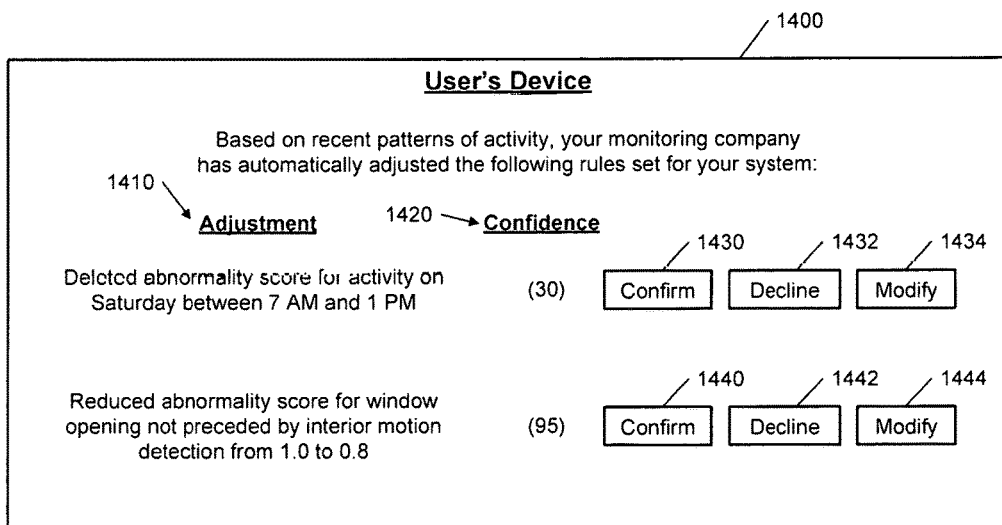 1400
User's Device
Based on recent patterns of activity, your monitoring company
has automatically adjusted the following rules set for your system:
1410
Adjustment
1420
Confidence
1430
1432
1434
Deleted abnormality score for activity on
Saturday between 7 AM and 1 PM
(30)
Confirm
Decline
Modify
1440
1442
1444
Reduced abnormality score for window
opening not preceded by interior motion
detection from 1.0 to 0.8
(95)
Confirm
Decline
Modify